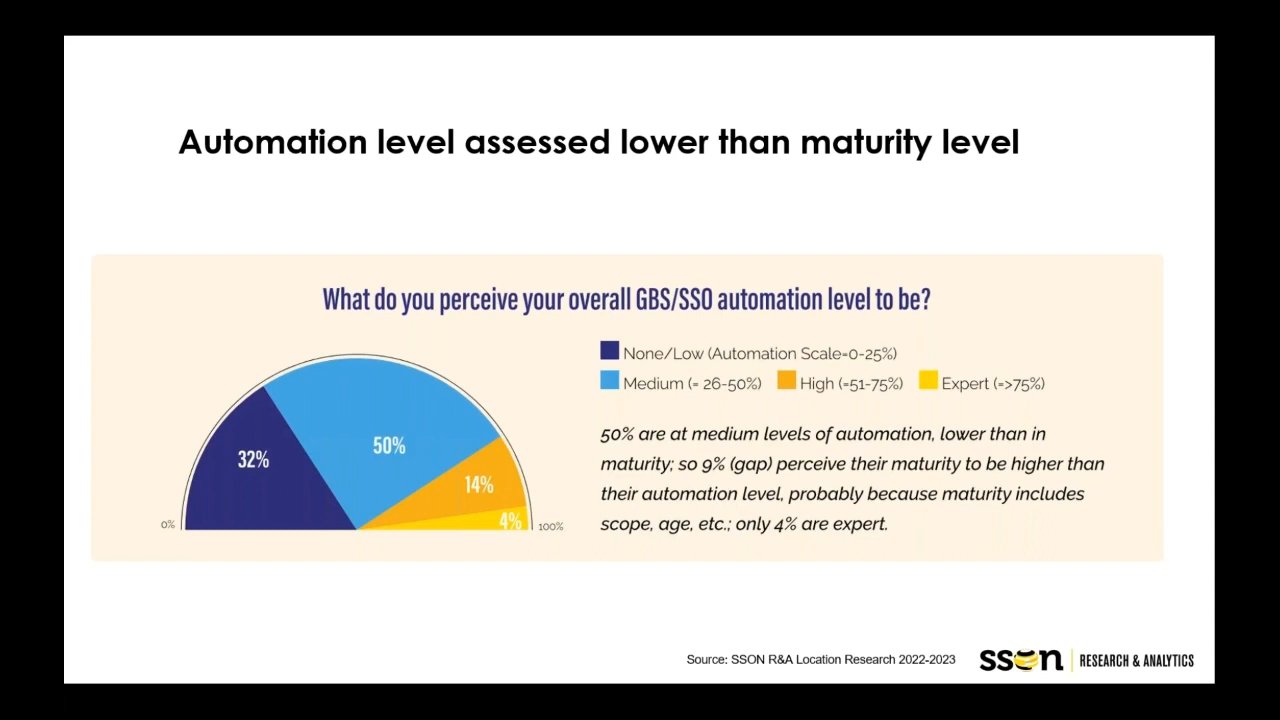 Automation level assessed lower than maturity level
What do you perceive your overall GBS/SSO automation level to be?
None/Low (Automation Scale=0-25%)
Medium (= 26-50%) High (=51-75%) Expert (=>75%)
32%
50%
14%
4%
0%
100%
50% are at medium levels of automation, lower than in
maturity; so 9% (gap) perceive their maturity to be higher than
their automation level, probably because maturity includes
scope, age, etc.; only 4% are expert.
Source: SSON R&A Location Research 2022-2023
sson RESEARCH & ANALYTICS